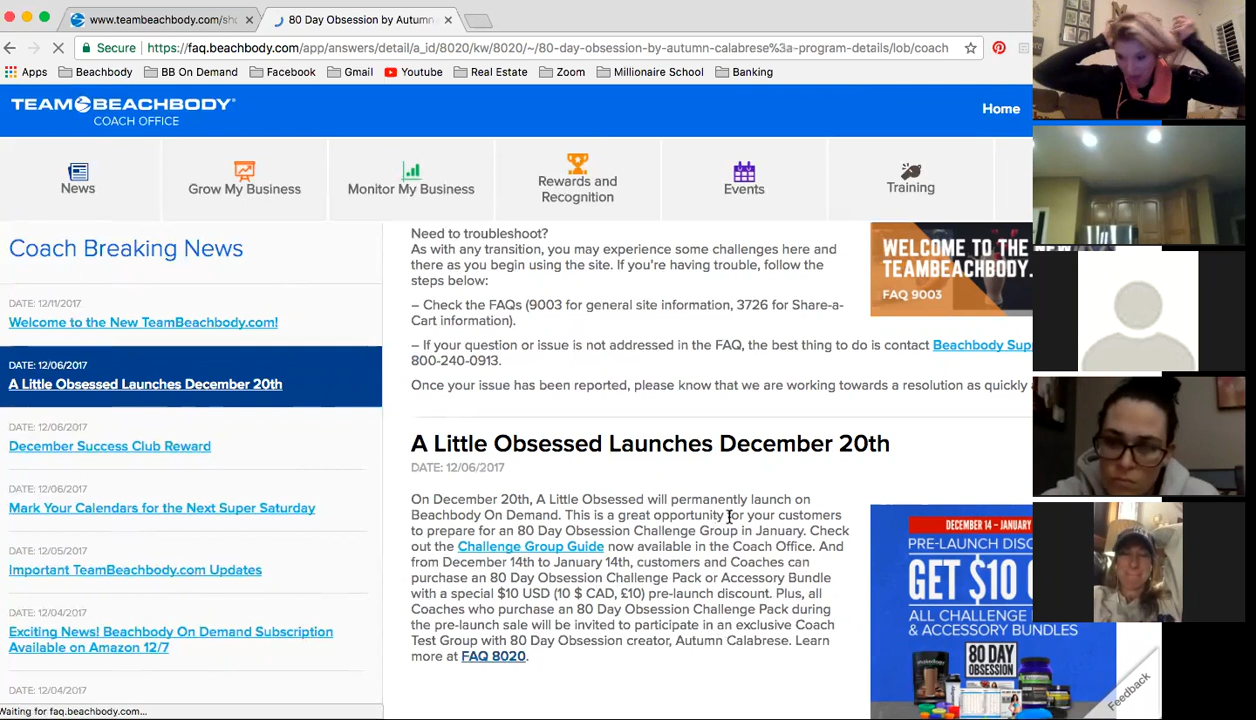 www.teambeachbody.com/sh
80 Day Obsession by Autumn
Secure
https://faq.beachbody.com/app/answers/detail/a_id/8020/kw/8020/~/80-day-obsession-by-autumn-calabrese%3a-program-details/lob/coach
Apps
Beachbody
BB On Demand
Facebook
Gmail
Youtube
Real Estate
Zoom
Millionaire School
Banking
TEAM BEACHBODY
COACH OFFICE
Home
News
Grow My Business
Monitor My Business
Rewards and
Recognition
Events
Training
Coach Breaking News
DATE: 12/11/2017
Welcome to the New TeamBeachbody.com!
DATE: 12/06/2017
A Little Obsessed Launches December 20th
DATE: 12/06/2017
December Success Club Reward
DATE: 12/06/2017
Mark Your Calendars for the Next Super Saturday
DATE: 12/05/2017
Important TeamBeachbody.com Updates
DATE: 12/04/2017
Exciting News! Beachbody On Demand Subscription
Available on Amazon 12/7
DATE: 12/04/2017
Waiting for faq.beachbody.com...
Need to troubleshoot?
As with any transition, you may experience some challenges here and
there as you begin using the site. If you're having trouble, follow the
steps below:
– Check the FAQs (9003 for general site information, 3726 for Share-a-
Cart information).
– If your question or issue is not addressed in the FAQ, the best thing to do is contact Beachbody Sup
800-240-0913.
Once your issue has been reported, please know that we are working towards a resolution as quickly
A Little Obsessed Launches December 20th
DATE: 12/06/2017
On December 20th, A Little Obsessed will permanently launch on
Beachbody On Demand. This is a great opportunity for your customers
to prepare for an 80 Day Obsession Challenge Group in January. Check
out the Challenge Group Guide now available in the Coach Office. And
from December 14th to January 14th, customers and Coaches can
purchase an 80 Day Obsession Challenge Pack or Accessory Bundle
with a special $10 USD (10 $ CAD, £10) pre-launch discount. Plus, all
Coaches who purchase an 80 Day Obsession Challenge Pack during
the pre-launch sale will be invited to participate in an exclusive Coach
Test Group with 80 Day Obsession creator, Autumn Calabrese. Learn
more at FAQ 8020.
WELCOME TO THE
TEAMBEACHBODY.
FAQ 9003
DECEMBER 14 – JANUARY
PRE-LAUNCH DISC
GET $10
ALL CHALLENGE
& ACCESSORY BUNDLES
80 DAY
OBSESSION
Feedback